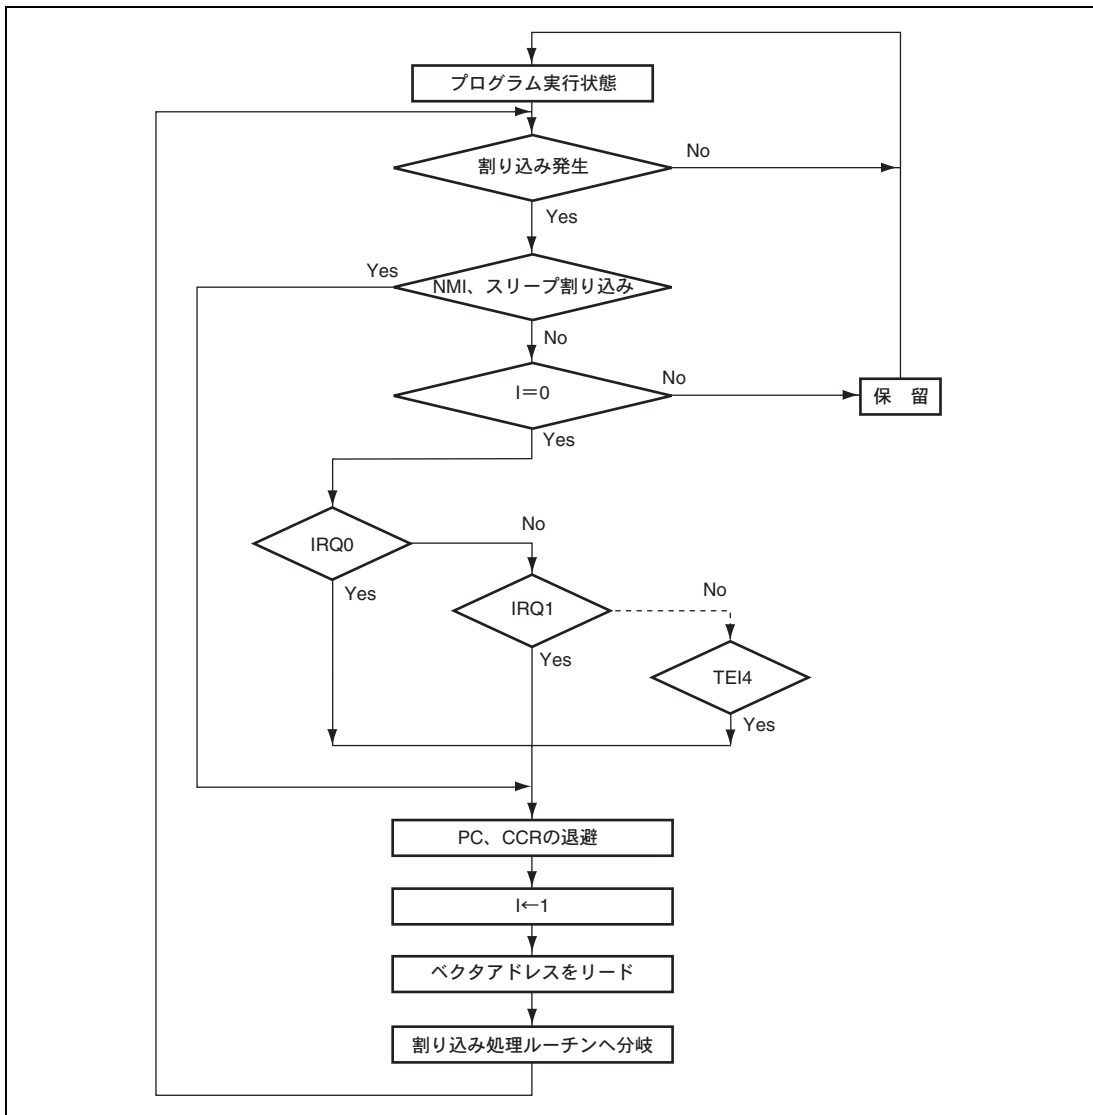 プログラム実行状態
割り込み発生
No
Yes
Yes
NMI、スリープ割り込み
No
I＝0
No
保　留
Yes
IRQ0
No
Yes
IRQ1
No
Yes
TEI4
Yes
PC、CCRの退避
I←1
ベクタアドレスをリード
割り込み処理ルーチンへ分岐